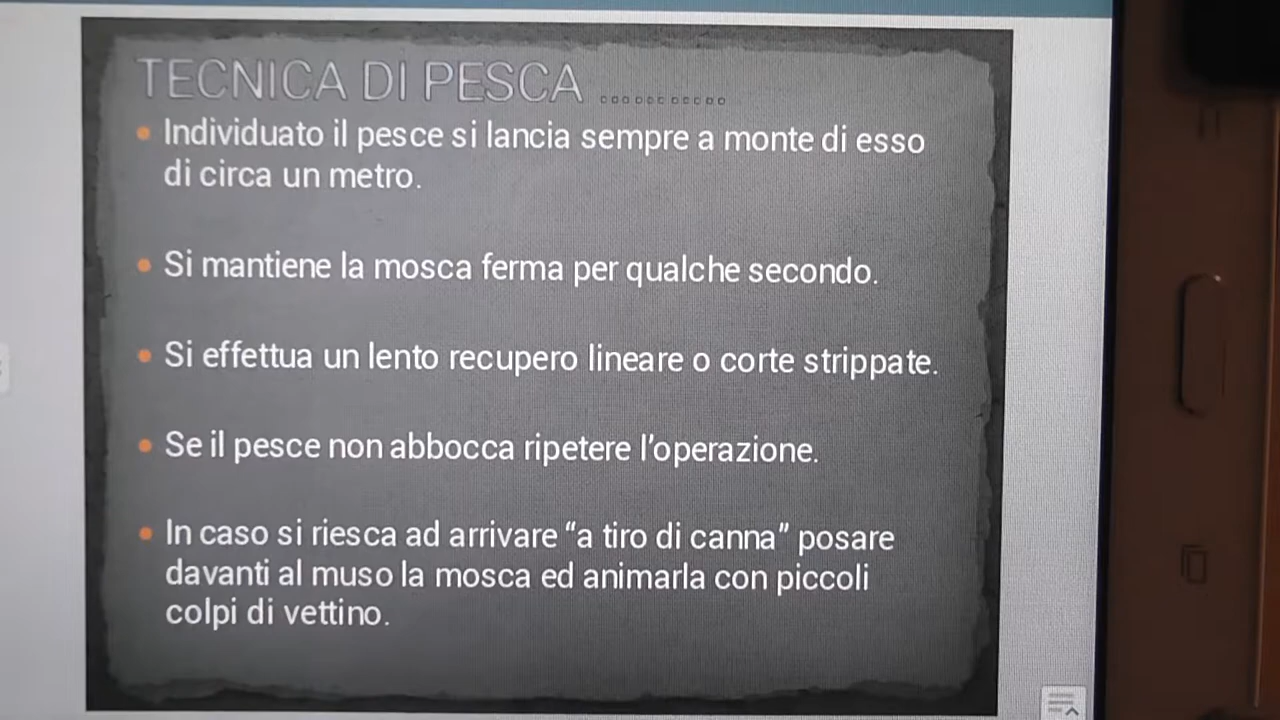 TECNICA DI PESCA ...........
• Individuato il pesce si lancia sempre a monte di esso
di circa un metro.
• Si mantiene la mosca ferma per qualche secondo.
• Si effettua un lento recupero lineare o corte strippate.
• Se il pesce non abbocca ripetere l'operazione.
• In caso si riesca ad arrivare “a tiro di canna” posare
davanti al muso la mosca ed animarla con piccoli
colpi di vettino.